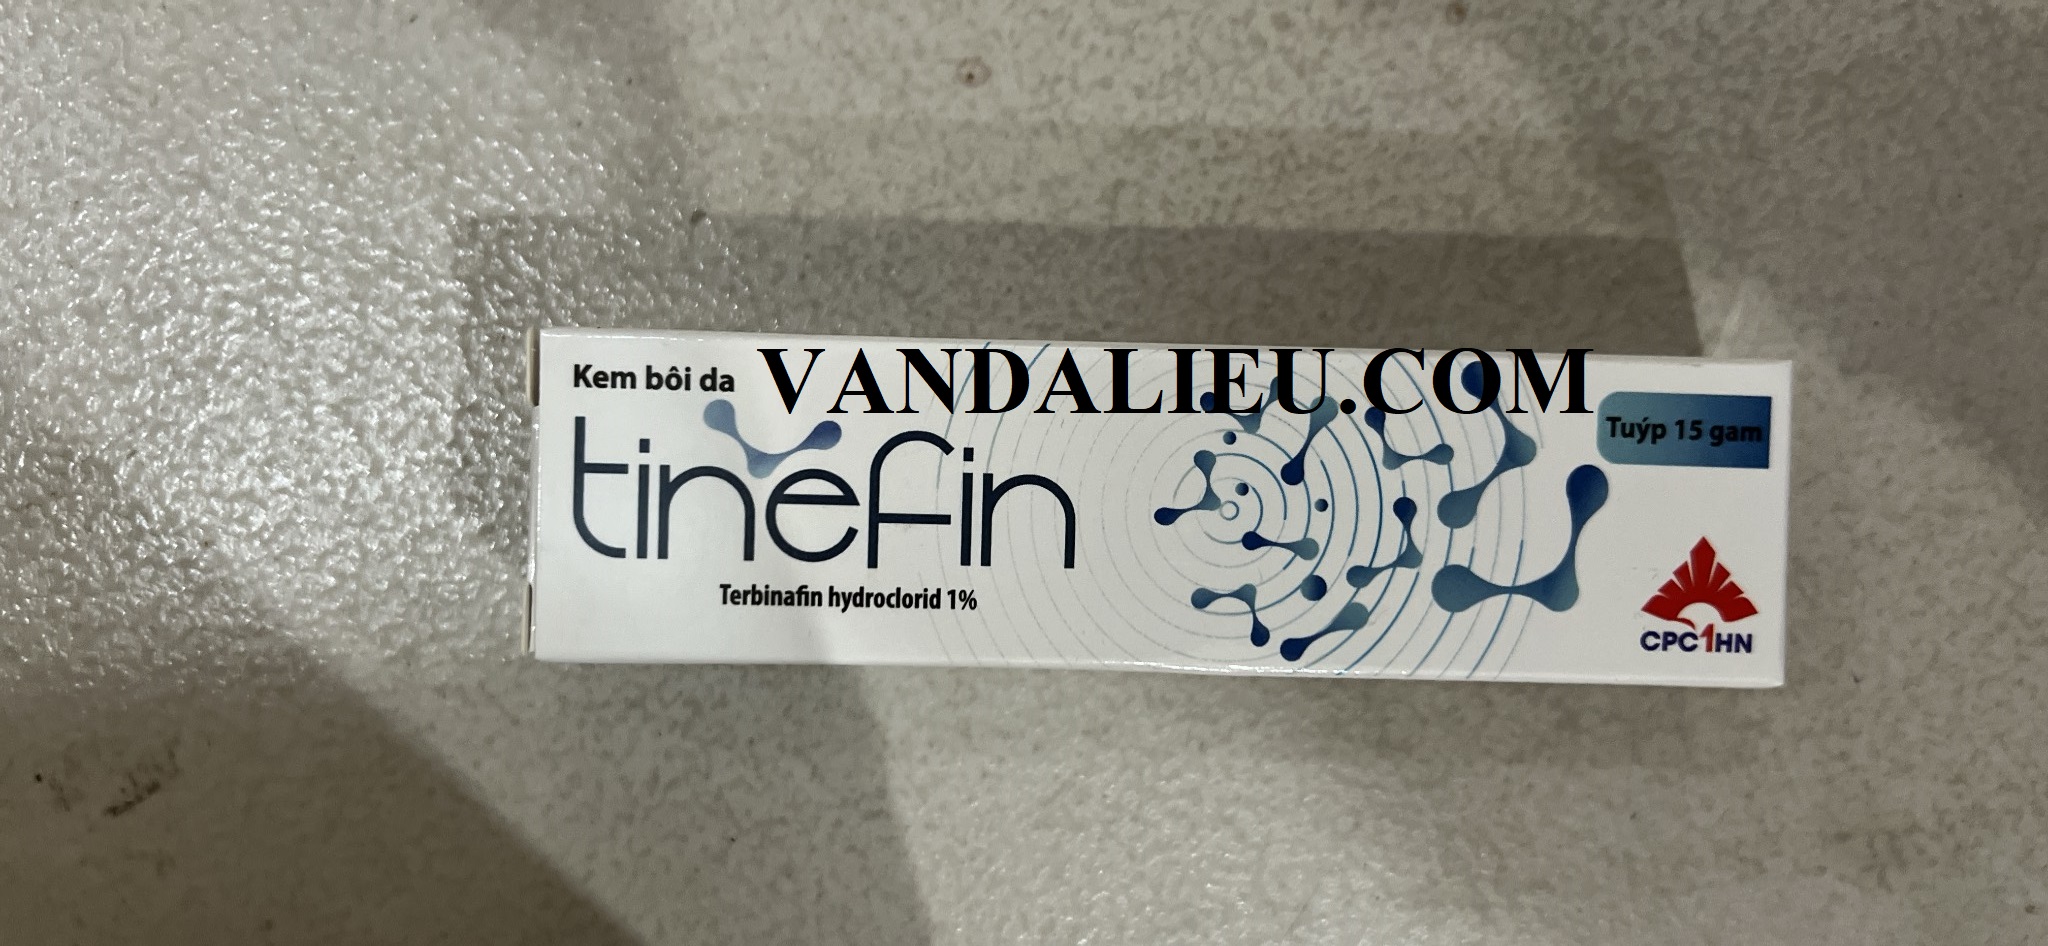 Kem bôi da
VANDALIEU.COM
tinefin
Tuýp 15 gam
Terbinafin hydroclorid 1%
CPC1HN